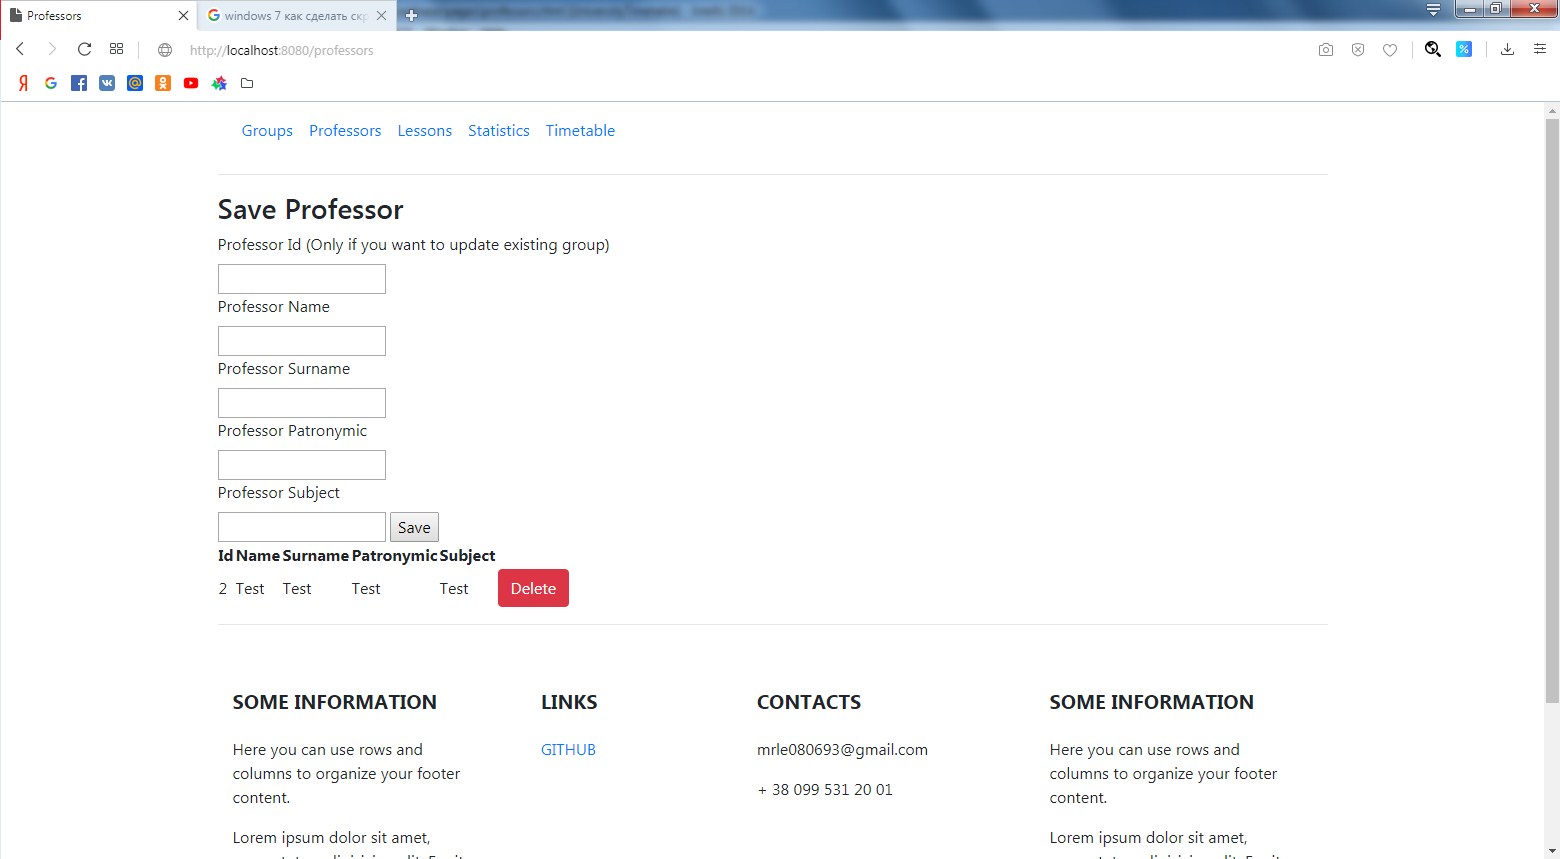 Professors
windows 7 как сделать скр
http://localhost:8080/professors
Groups Professors Lessons Statistics Timetable
Save Professor
Professor Id (Only if you want to update existing group)
Professor Name
Professor Surname
Professor Patronymic
Professor Subject
Save
Id Name Surname Patronymic Subject
2 Test Test Test Test Delete
SOME INFORMATION
Here you can use rows and
columns to organize your footer
content.
Lorem ipsum dolor sit amet,
LINKS
GITHUB
CONTACTS
mrle080693@gmail.com
+ 38 099 531 20 01
SOME INFORMATION
Here you can use rows and
columns to organize your footer
content.
Lorem ipsum dolor sit amet,